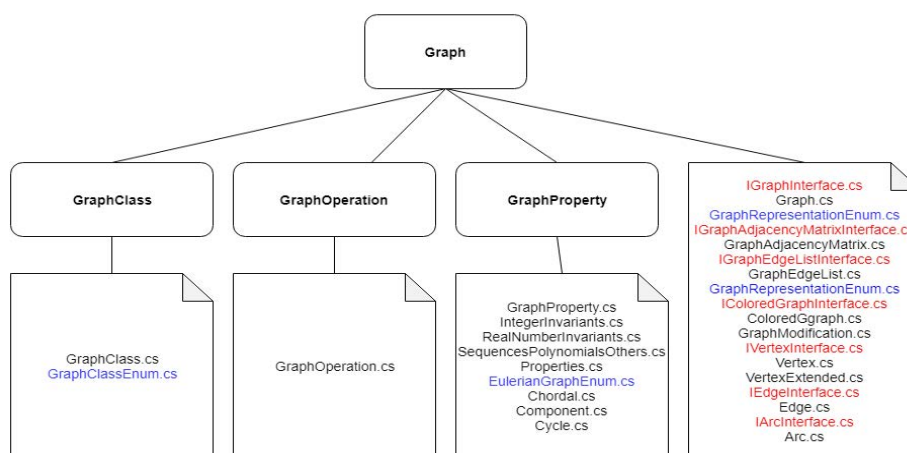 Graph
GraphClass
GraphOperation
GraphProperty
GraphClass.cs
GraphClassEnum.cs
GraphOperation.cs
GraphProperty.cs
IntegerInvariants.cs
RealNumberInvariants.cs
SequencesPolynomialsOthers.cs
Properties.cs
EulerianGraphEnum.cs
Chordal.cs
Component.cs
Cycle.cs
IGraphInterface.cs
Graph.cs
GraphRepresentationEnum.cs
IGraphAdjacencyMatrixInterface.c
GraphAdjacencyMatrix.cs
IGraphEdgeListInterface.cs
GraphEdgeList.cs
GraphRepresentationEnum.cs
IColoredGraphInterface.cs
ColoredGgraph.cs
GraphModification.cs
IVertexInterface.cs
Vertex.cs
VertexExtended.cs
IEdgeInterface.cs
Edge.cs
IArcInterface.cs
Arc.cs